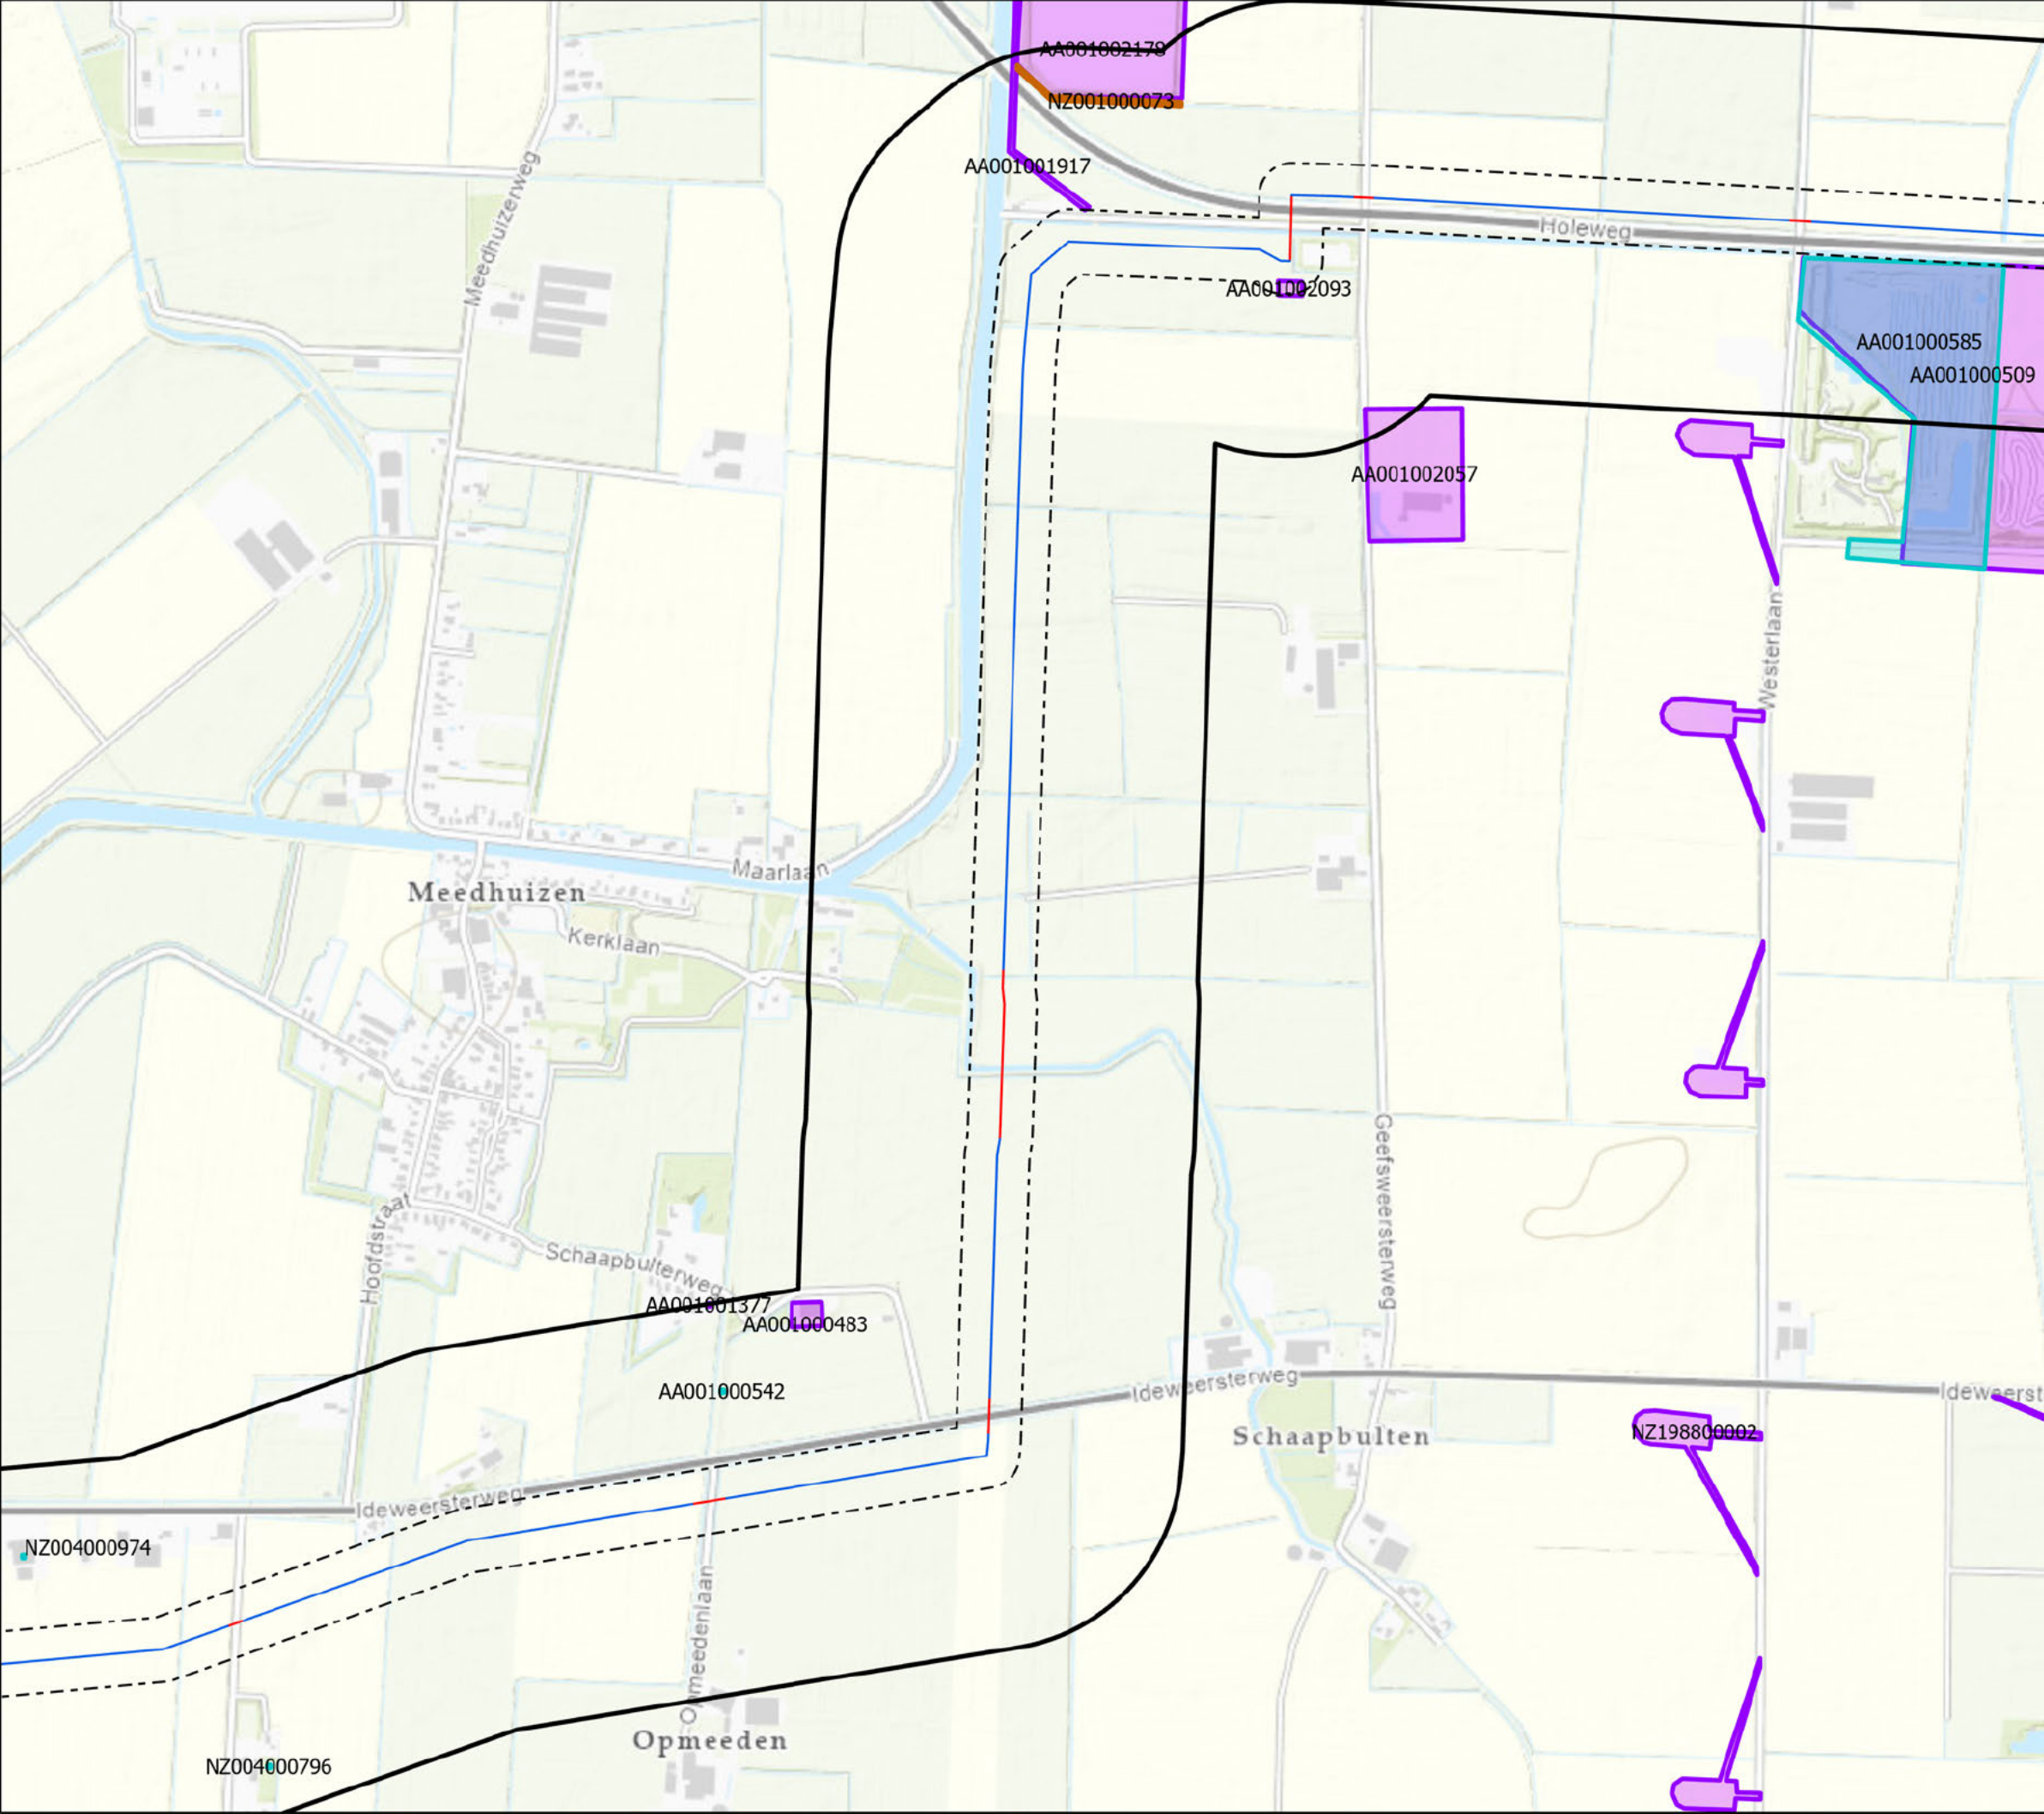 AA001002178
NZ001000073
AA001001917
Meedhuizerweg
Holeweg
AA001002093
AA001000585
AA001000509
AA001002057
Westerlaan
Maarlaan
Meedhuizen
Kerklaan
Geefsweersterweg
Hoofdstraat
Schaapbulterweg
AA001001377
AA001000483
AA001000542
Ideweersterweg
Ideweerst
Schaapbulten
NZ198800002
Ideweersterweg
NZ004000974
Opmeedenlaan
Opmeeden
NZ004000796